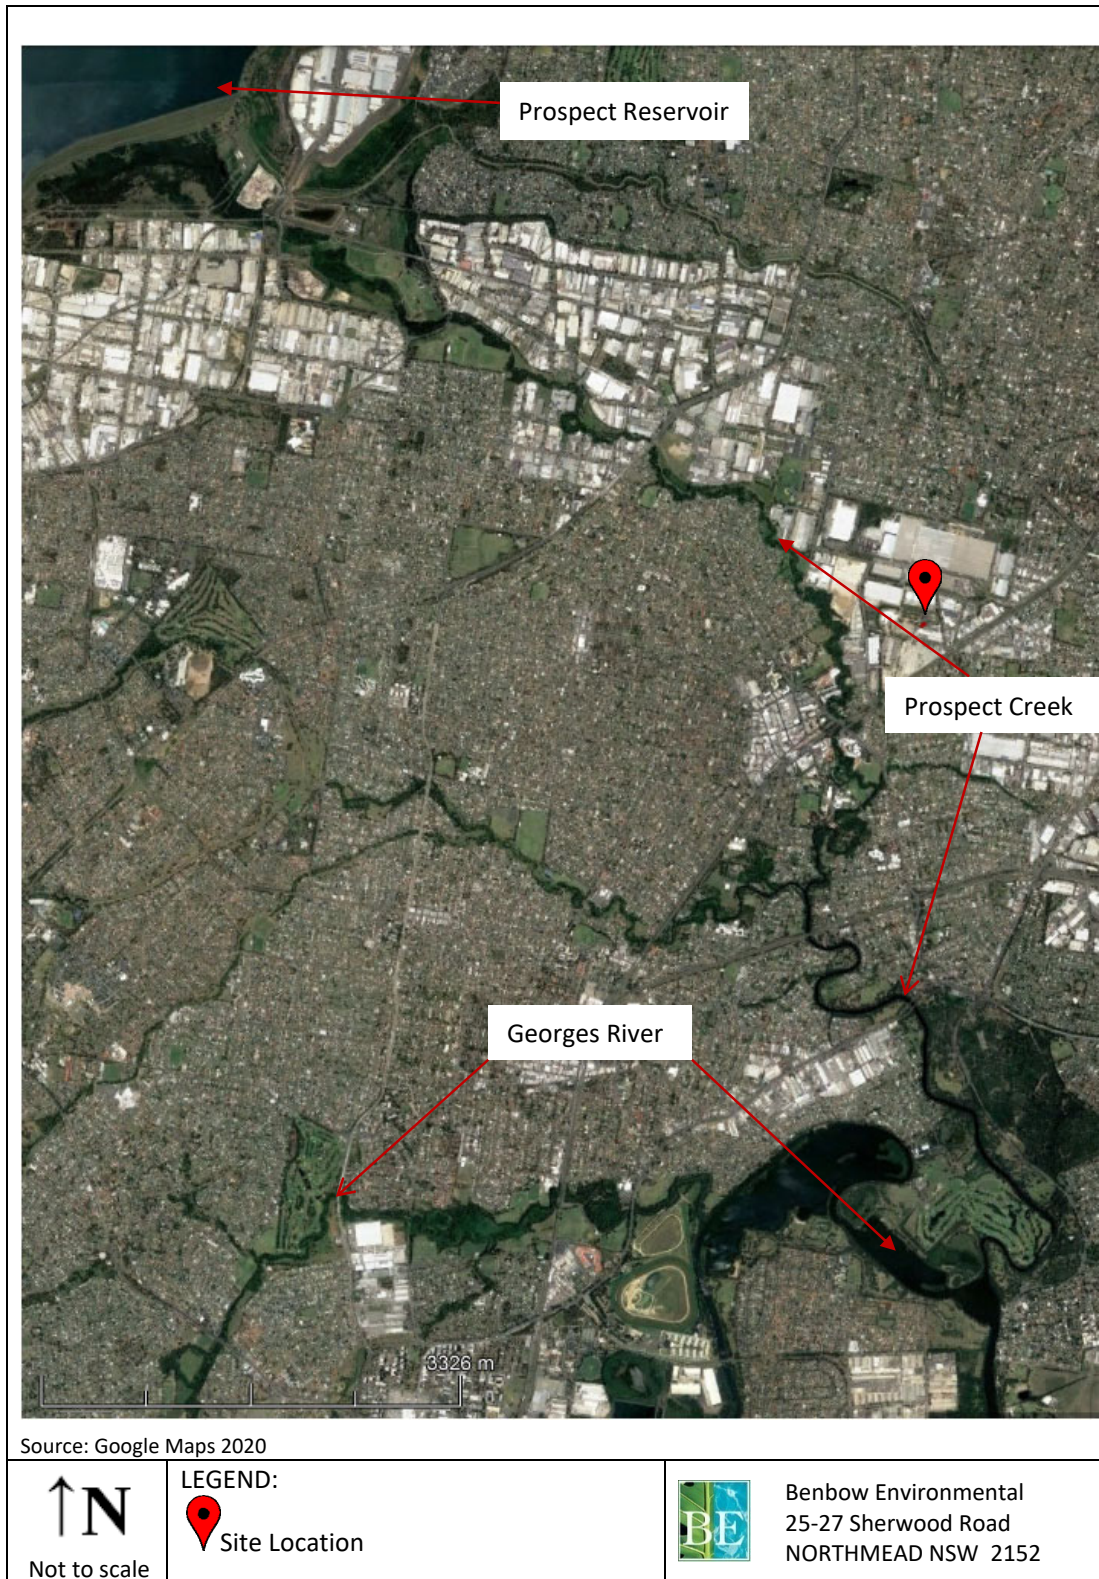 Prospect Reservoir
Prospect Creek
Georges River
3326 m
Source: Google Maps 2020
N
Not to scale
LEGEND:
Site Location
BE
Benbow Environmental
25-27 Sherwood Road
NORTHMEAD NSW 2152